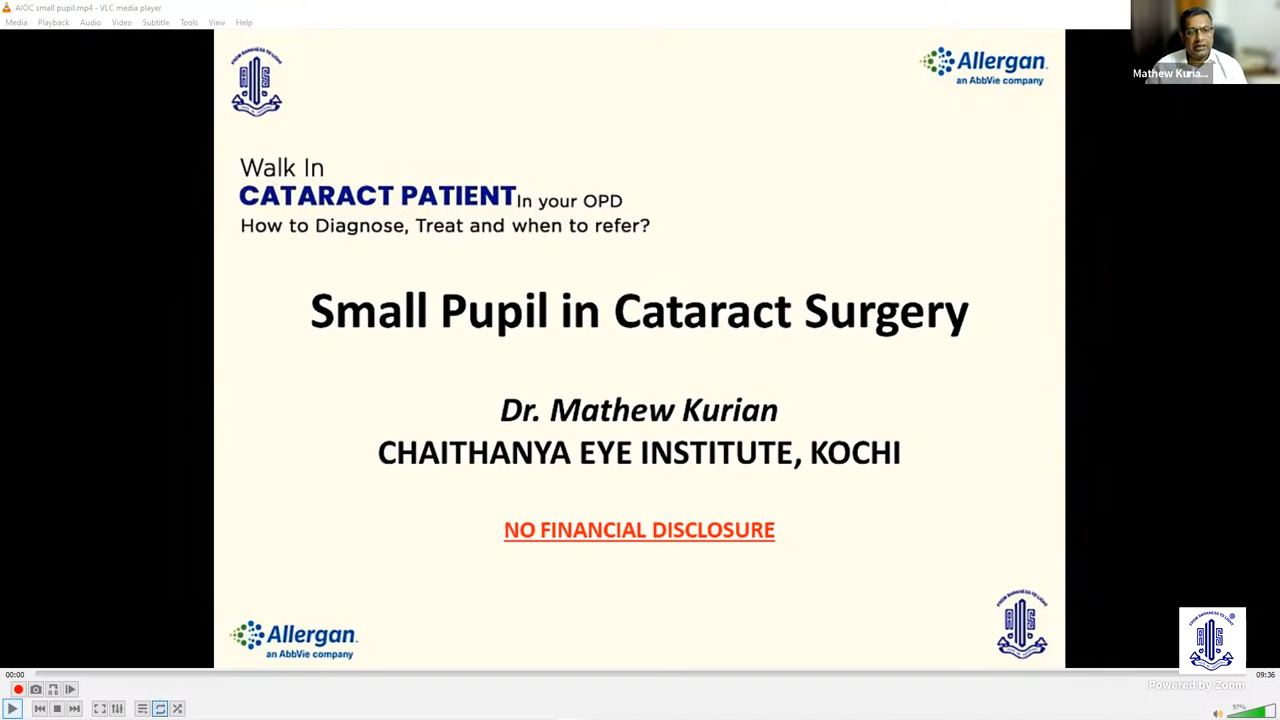 AIOC small pupil.mp4 - VLC media player
Media Playback Audio Video Subtitle Tools View Help
Mathew Kuria...
Allergan
an AbbVie company
Walk In
CATARACT PATIENT In your OPD
How to Diagnose, Treat and when to refer?
Small Pupil in Cataract Surgery
Dr. Mathew Kurian
CHAITHANYA EYE INSTITUTE, KOCHI
NO FINANCIAL DISCLOSURE
Allergan
an AbbVie company
00:00
09:36
Powered by Zoom
97%